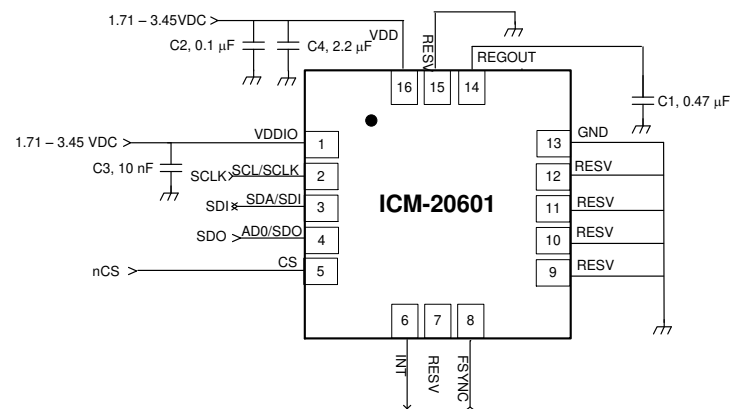 1.71 – 3.45VDC
VDD
C2, 0.1 µF
C4, 2.2 µF
RESV
REGOUT
16
15
14
C1, 0.47 µF
1.71 – 3.45 VDC
VDDIO
1
13
GND
C3, 10 nF
SCLK
SCL/SCLK
2
12
RESV
SDI
SDA/SDI
3
ICM-20601
11
RESV
SDO
AD0/SDO
4
10
RESV
nCS
CS
5
9
RESV
6
7
8
INT
RESV
FSYNC